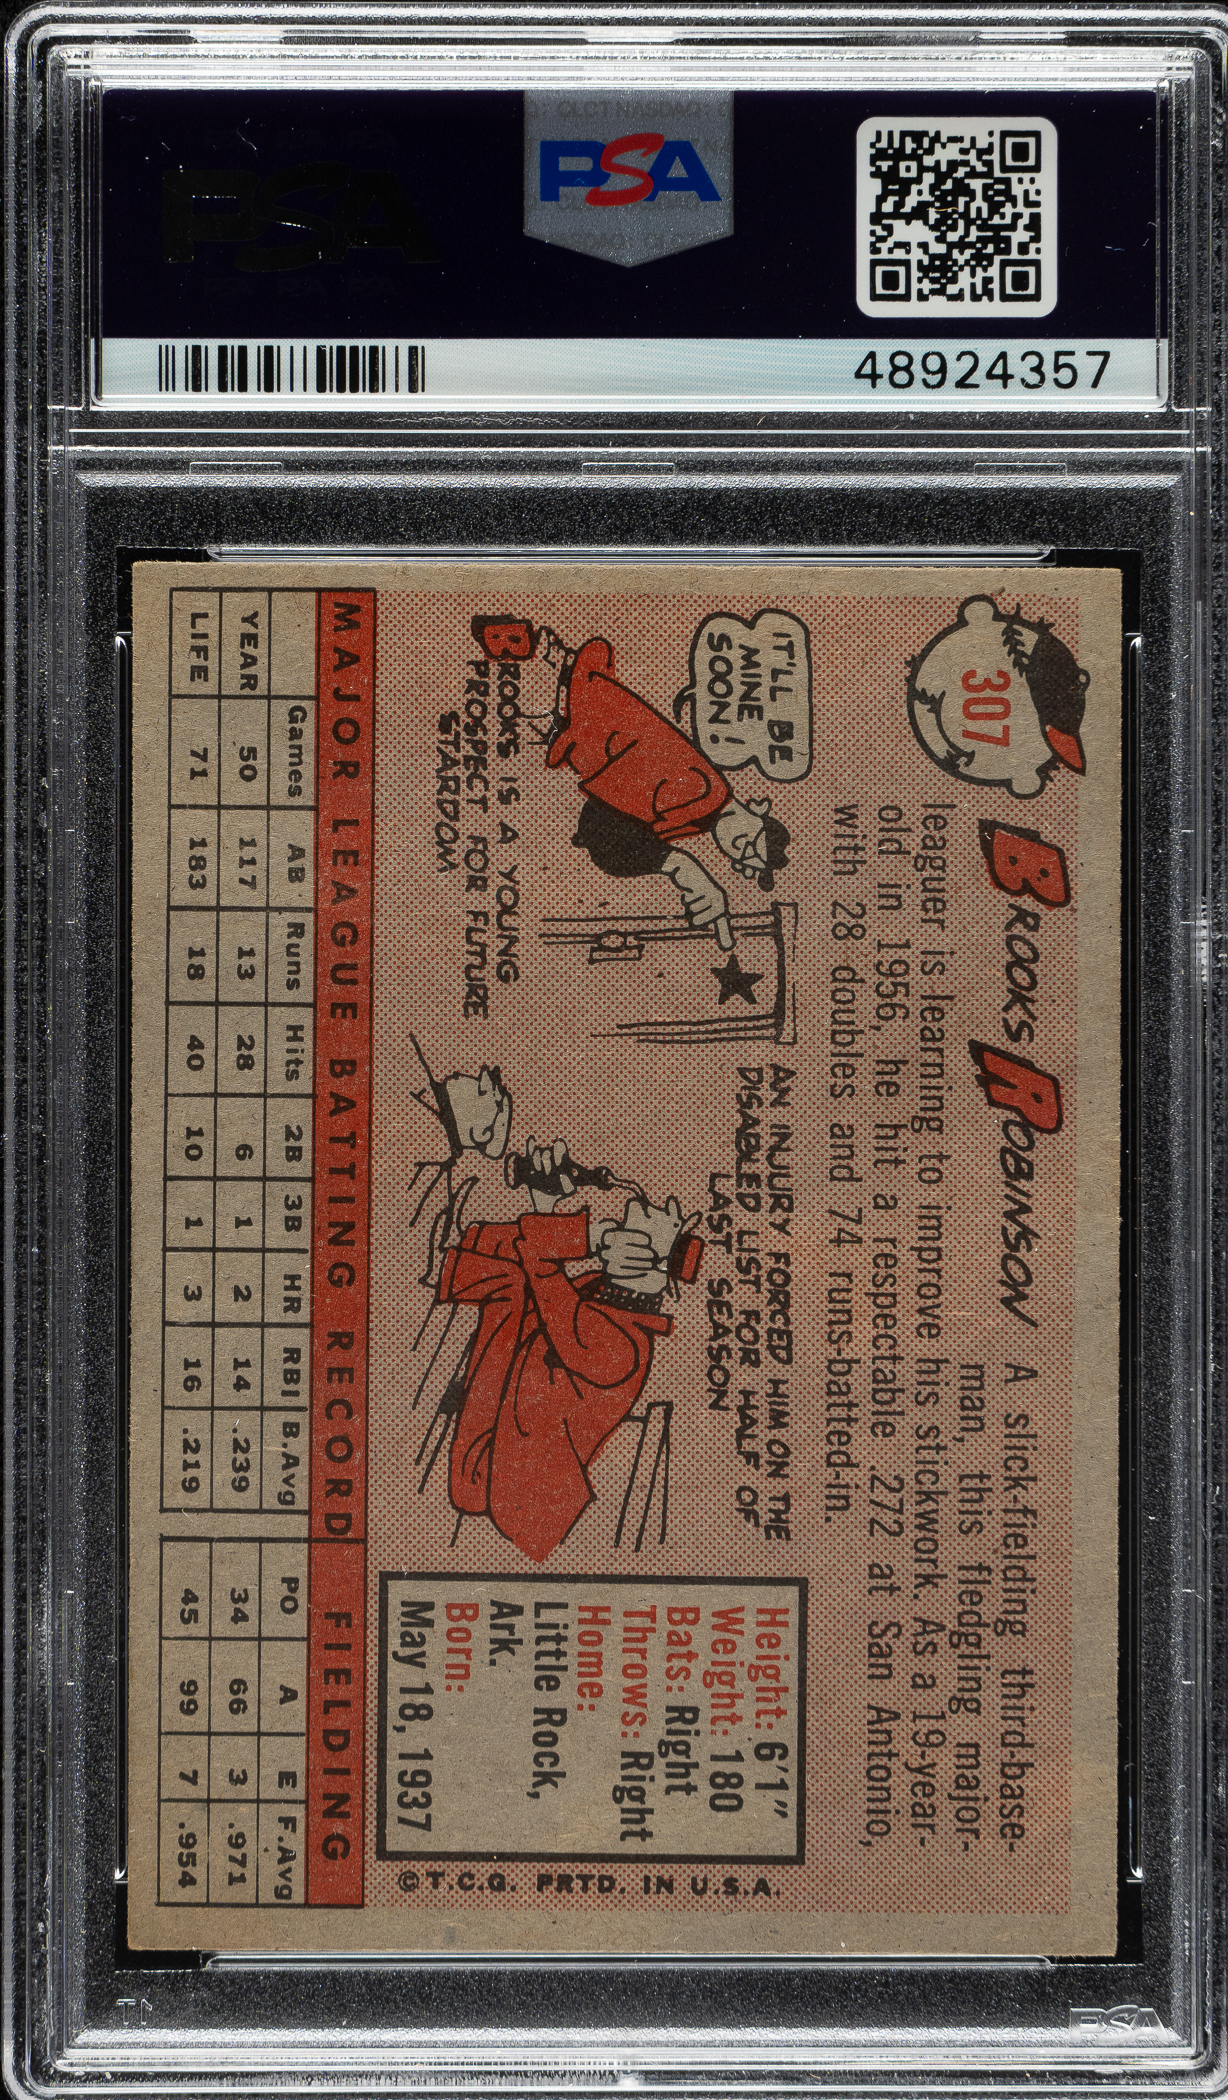 CLCT NASDAQ
PSA
PSA
48924357
307
BROOKS ROBINSON
A slick-fielding third-base-
man, this fledgling major-
leaguer is learning to improve his stickwork. As a 19-year-
old in 1956, he hit a respectable .272 at San Antonio,
with 28 doubles and 74 runs-batted-in.
IT'LL BE
MINE
SOON!
BROOKS IS A YOUNG
PROSPECT FOR FUTURE
STARDOM
AN INJURY FORCED HIM ON THE
DISABLED LIST FOR HALF OF
LAST SEASON
Height: 6'1"
Weight: 180
Bats: Right
Throws: Right
Home:
Little Rock,
Ark.
Born:
May 18, 1937
©T.C.G. PRTD. IN U.S.A.
MAJOR LEAGUE BATTING RECORD FIELDING
Games AB Runs Hits 2B 3B HR RBI B.Avg PO A E F.Avg
YEAR 50 117 13 28 6 1 2 14 .239 34 66 3 .971
LIFE 71 183 18 40 10 1 3 16 .219 45 99 7 .954
PSA